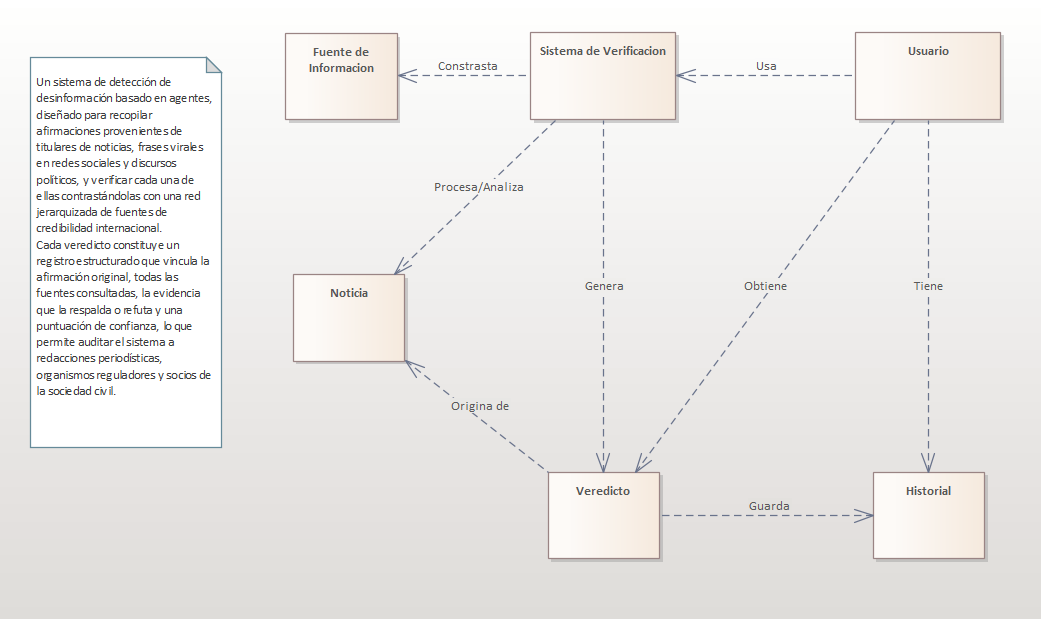 Un sistema de detección de
desinformación basado en agentes,
diseñado para recopilar
afirmaciones provenientes de
titulares de noticias, frases virales
en redes sociales y discursos
políticos, y verificar cada una de
ellas contrastándolas con una red
jerarquizada de fuentes de
credibilidad internacional.
Cada veredicto constituye un
registro estructurado que vincula la
afirmación original, todas las
fuentes consultadas, la evidencia
que la respalda o refuta y una
puntuación de confianza, lo que
permite auditar el sistema a
redacciones periodísticas,
organismos reguladores y socios de
la sociedad civil.
Fuente de
Informacion
Constrasta
Sistema de Verificacion
Usa
Usuario
Procesa/Analiza
Noticia
Genera
Obtiene
Tiene
Origina de
Veredicto
Guarda
Historial